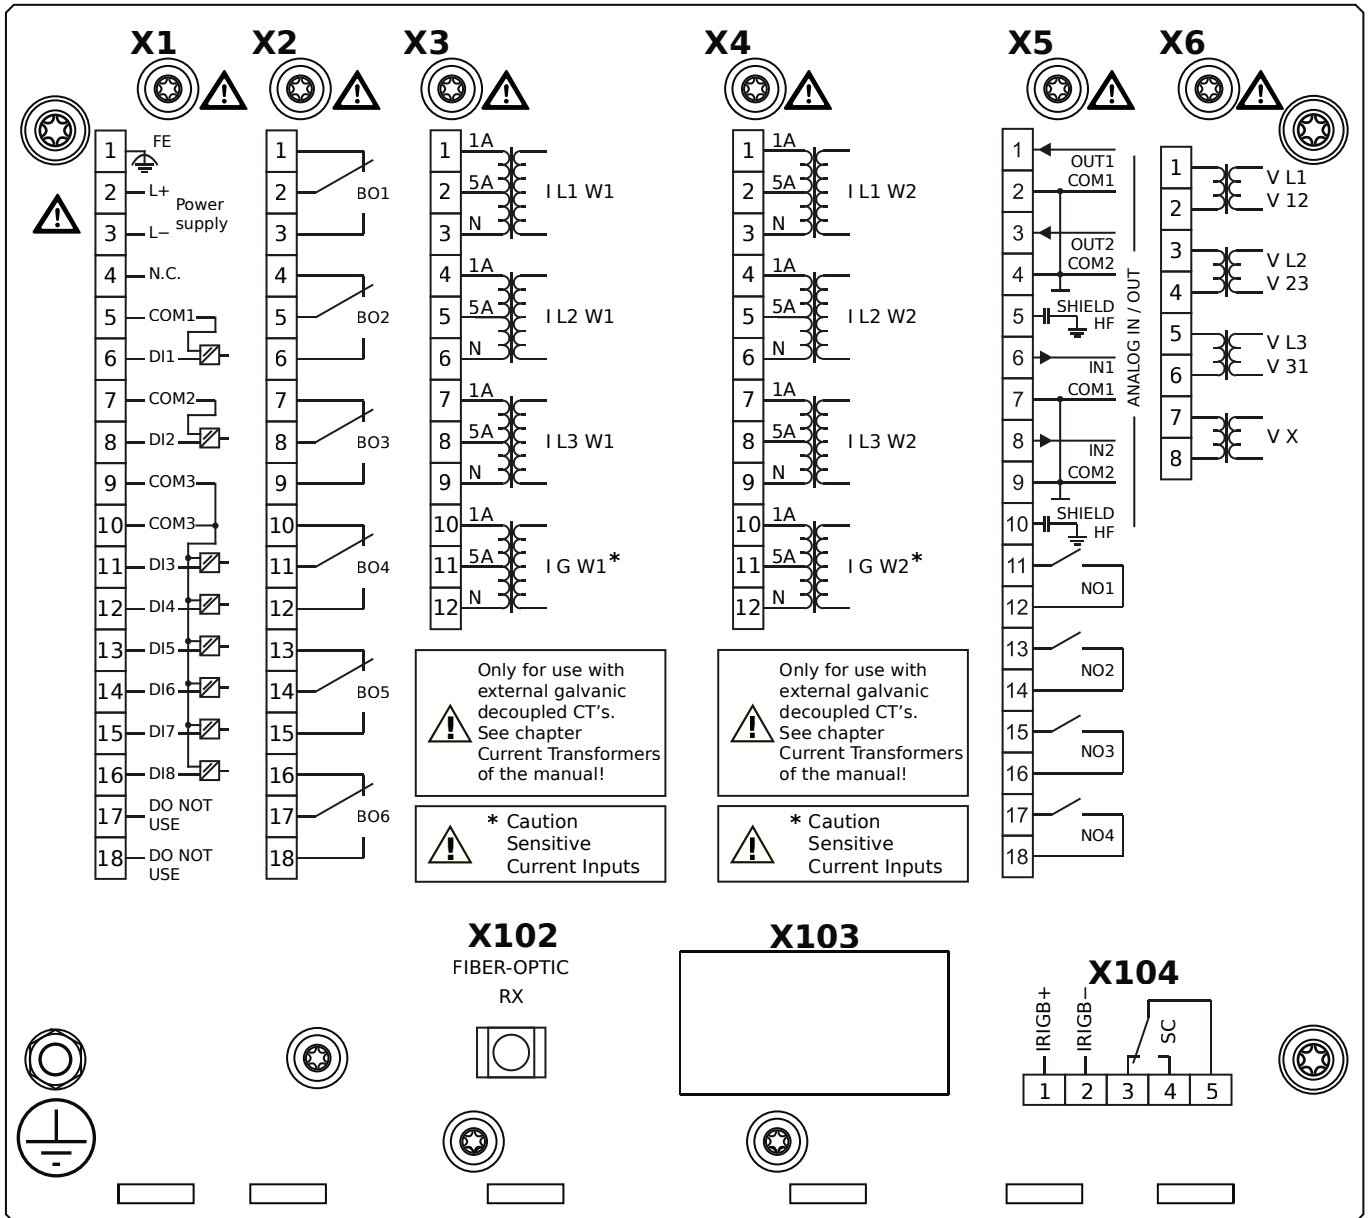 X1
X2
X3
X4
X5
X6
1 FE
2 L+
Power
supply
3 L−
4 N.C.
5 COM1
6 DI1
7 COM2
8 DI2
9 COM3
10 COM3
11 DI3
12 DI4
13 DI5
14 DI6
15 DI7
16 DI8
17 DO NOT
USE
18 DO NOT
USE
1
2 BO1
3
4
5 BO2
6
7
8 BO3
9
10
11 BO4
12
13
14 BO5
15
16
17 BO6
18
1 1A
2 5A I L1 W1
3 N
4 1A
5 5A I L2 W1
6 N
7 1A
8 5A I L3 W1
9 N
10 1A
11 5A I G W1*
12 N
Only for use with
external galvanic
decoupled CT's.
See chapter
Current Transformers
of the manual!
* Caution
Sensitive
Current Inputs
1 1A
2 5A I L1 W2
3 N
4 1A
5 5A I L2 W2
6 N
7 1A
8 5A I L3 W2
9 N
10 1A
11 5A I G W2*
12 N
Only for use with
external galvanic
decoupled CT's.
See chapter
Current Transformers
of the manual!
* Caution
Sensitive
Current Inputs
1
OUT1
2 COM1
3
OUT2
4 COM2
5 SHIELD
HF
6
IN1
7 COM1
8
IN2
9 COM2
10 SHIELD
HF
ANALOG IN / OUT
11
NO1
12
13
NO2
14
15
NO3
16
17
NO4
18
1 V L1
2 V 12
3 V L2
4 V 23
5 V L3
6 V 31
7
V X
8
X102
FIBER-OPTIC
RX
X103
X104
IRIGB+
IRIGB−
SC
1 2 3 4 5